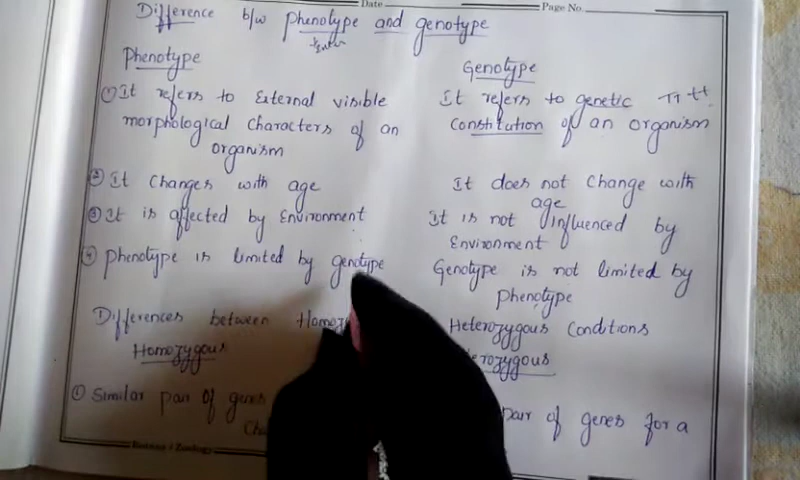 Date
Page No.
Difference b/w Phenotype and genotype
Phenotype
Genotype
① It refers to External visible
morphological Characters of an
organism
It refers to genetic TT tt
Constitution of an organism
② It Changes with age
It does not Change with
age
③ It is affected by Environment
It is not influenced by
Environment
④ Phenotype is limited by genotype
Genotype is not limited by
Phenotype
Differences between
Heterozygous Conditions
Homozygous
① Similar pair of genes
pair of genes for a
Botany / Zoology